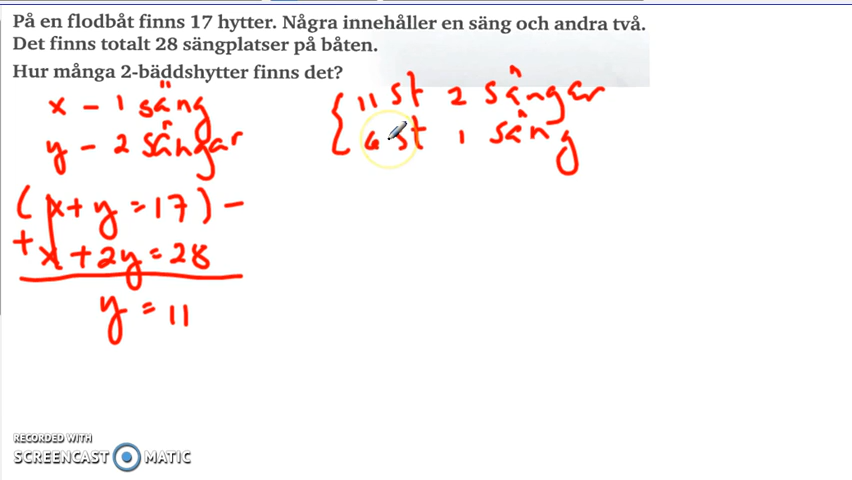 På en flodbåt finns 17 hytter. Några innehåller en säng och andra två.
Det finns totalt 28 sängplatser på båten.
Hur många 2-bäddshytter finns det?
x - 1 säng
y - 2 sängar
(x + y = 17) -
+ x + 2y = 28
y = 11
{ 11 st 2 sängar
6 st 1 säng
RECORDED WITH
SCREENCAST MATIC